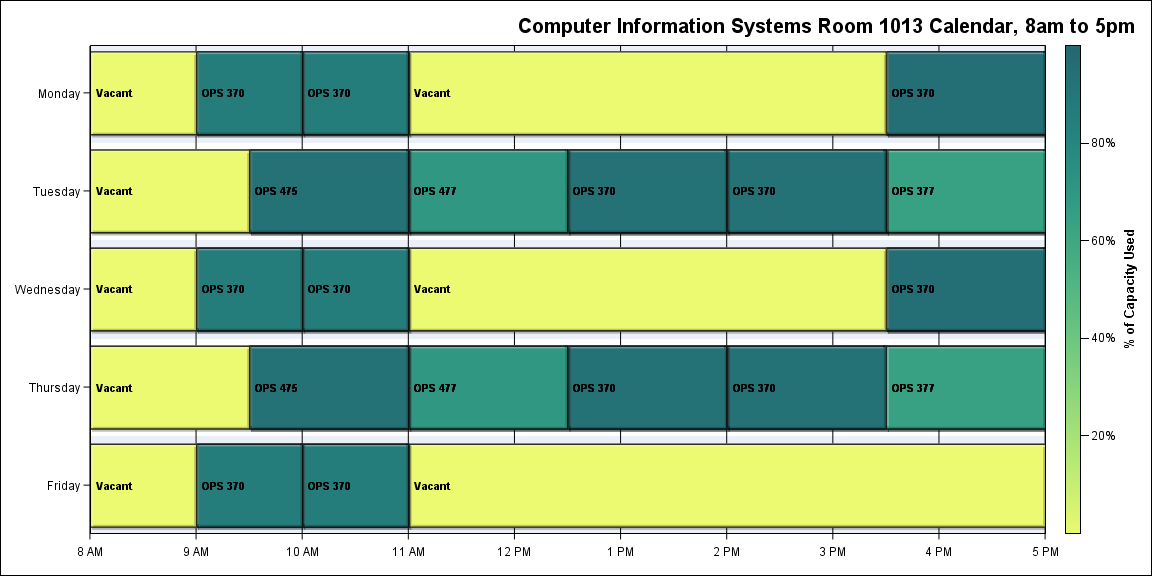 Computer Information Systems Room 1013 Calendar, 8am to 5pm
Monday
Vacant
OPS 370
OPS 370
Vacant
OPS 370
Tuesday
Vacant
OPS 475
OPS 477
OPS 370
OPS 370
OPS 377
Wednesday
Vacant
OPS 370
OPS 370
Vacant
OPS 370
Thursday
Vacant
OPS 475
OPS 477
OPS 370
OPS 370
OPS 377
Friday
Vacant
OPS 370
OPS 370
Vacant
8 AM
9 AM
10 AM
11 AM
12 PM
1 PM
2 PM
3 PM
4 PM
5 PM
80%
60%
40%
20%
% of Capacity Used